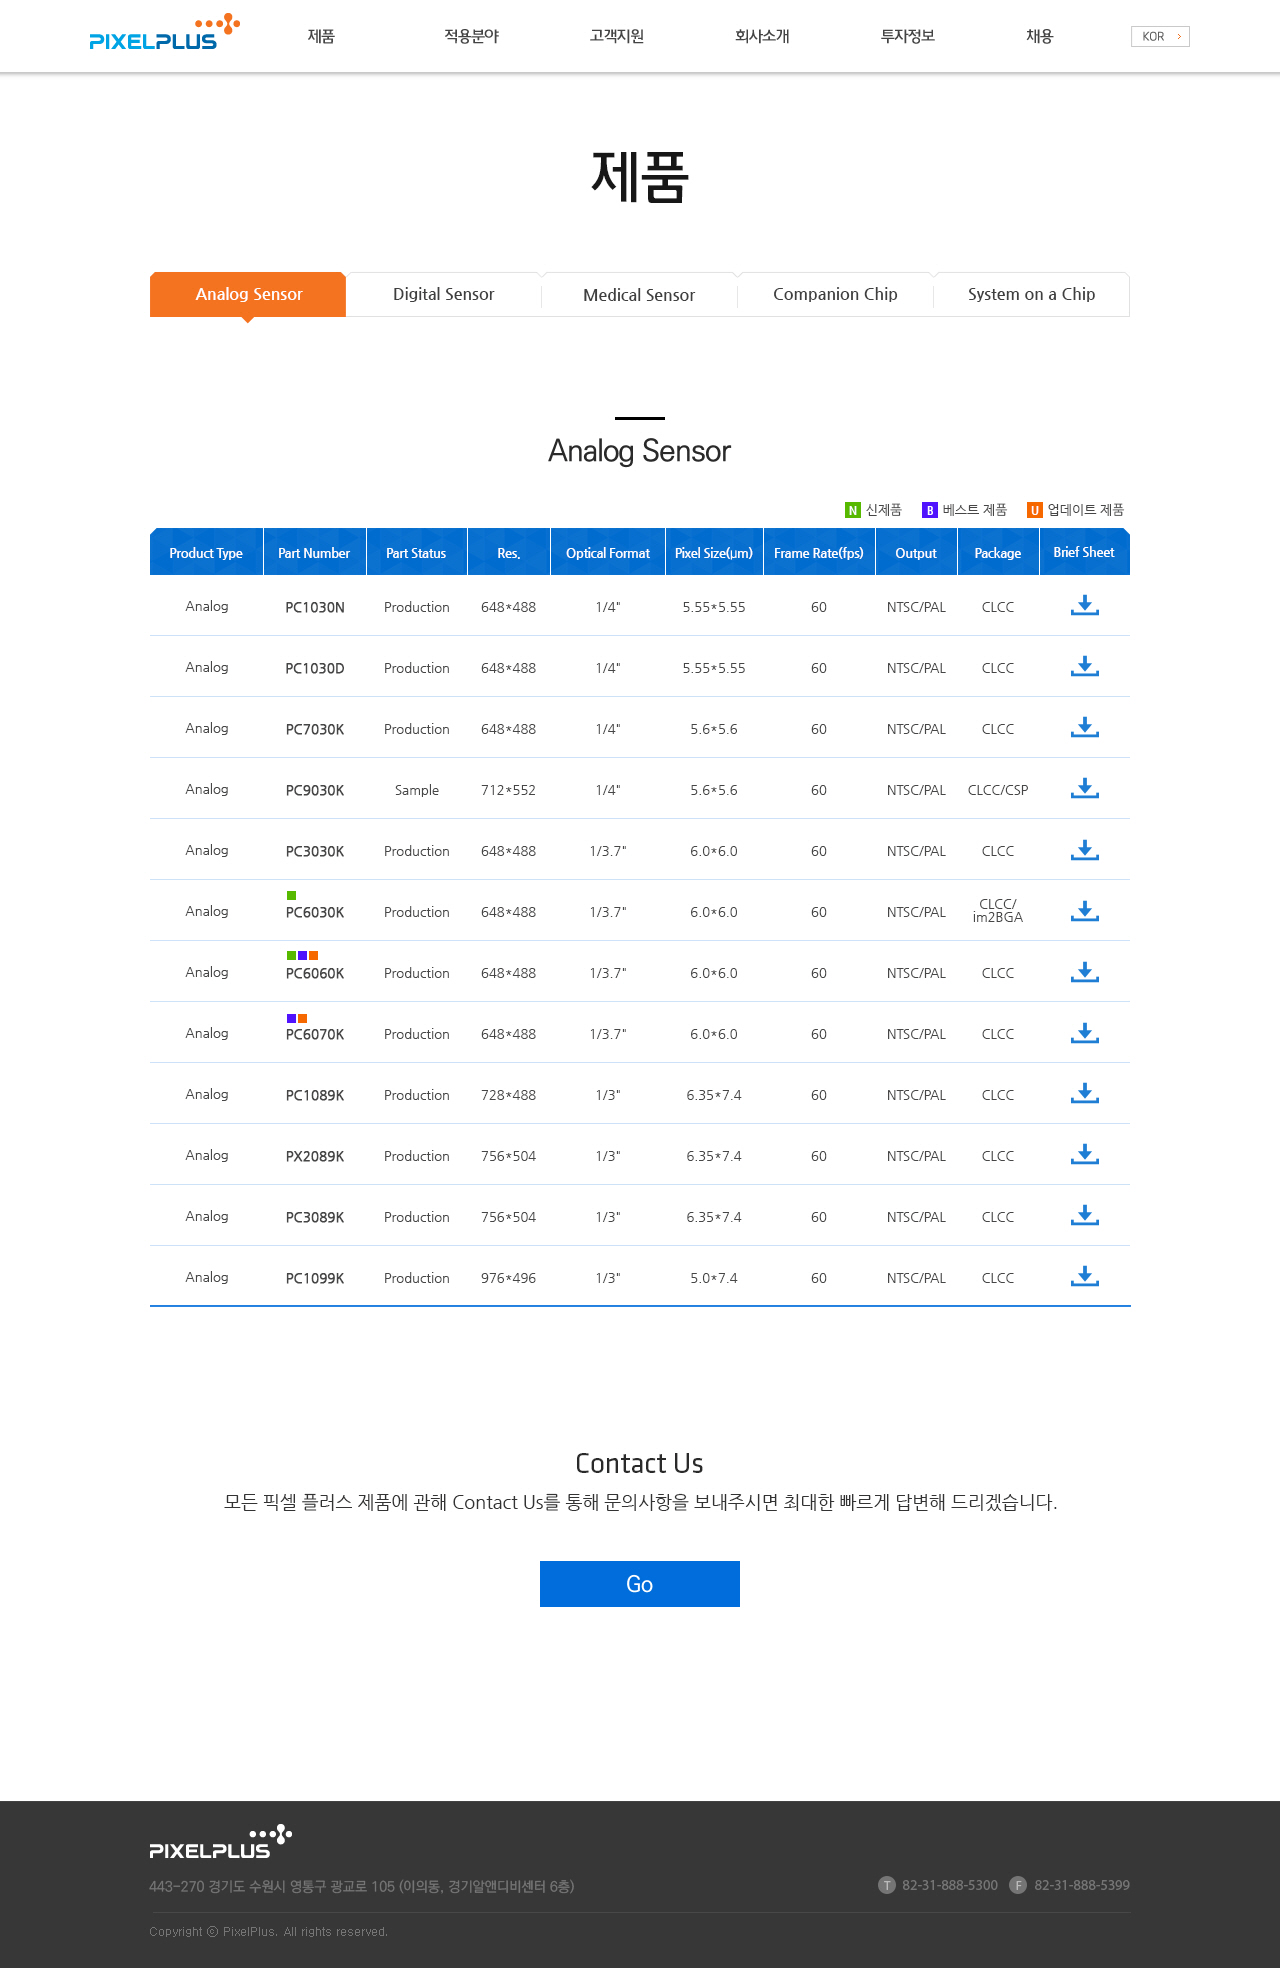 PIXELPLUS 제품 적용분야 고객지원 회사소개 투자정보 채용 KOR
제품
Analog Sensor Digital Sensor Medical Sensor Companion Chip System on a Chip
Analog Sensor
N 신제품 B 베스트 제품 U 업데이트 제품
Product Type Part Number Part Status Res. Optical Format Pixel Size(μm) Frame Rate(fps) Output Package Brief Sheet
Analog PC1030N Production 648*488 1/4" 5.55*5.55 60 NTSC/PAL CLCC
Analog PC1030D Production 648*488 1/4" 5.55*5.55 60 NTSC/PAL CLCC
Analog PC7030K Production 648*488 1/4" 5.6*5.6 60 NTSC/PAL CLCC
Analog PC9030K Sample 712*552 1/4" 5.6*5.6 60 NTSC/PAL CLCC/CSP
Analog PC3030K Production 648*488 1/3.7" 6.0*6.0 60 NTSC/PAL CLCC
Analog PC6030K Production 648*488 1/3.7" 6.0*6.0 60 NTSC/PAL CLCC/
im2BGA
Analog PC6060K Production 648*488 1/3.7" 6.0*6.0 60 NTSC/PAL CLCC
Analog PC6070K Production 648*488 1/3.7" 6.0*6.0 60 NTSC/PAL CLCC
Analog PC1089K Production 728*488 1/3" 6.35*7.4 60 NTSC/PAL CLCC
Analog PX2089K Production 756*504 1/3" 6.35*7.4 60 NTSC/PAL CLCC
Analog PC3089K Production 756*504 1/3" 6.35*7.4 60 NTSC/PAL CLCC
Analog PC1099K Production 976*496 1/3" 5.0*7.4 60 NTSC/PAL CLCC
Contact Us
모든 픽셀 플러스 제품에 관해 Contact Us를 통해 문의사항을 보내주시면 최대한 빠르게 답변해 드리겠습니다.
Go
PIXELPLUS
443-270 경기도 수원시 영통구 광교로 105 (이의동, 경기알앤디비센터 6층) T 82-31-888-5300 F 82-31-888-5399
Copyright ⓒ PixelPlus. All rights reserved.